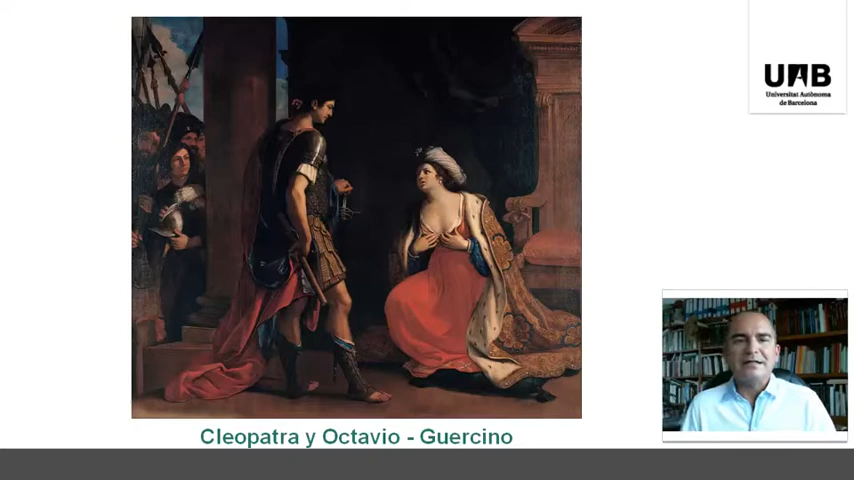 UAB
Universitat Autònoma
de Barcelona
Cleopatra y Octavio - Guercino